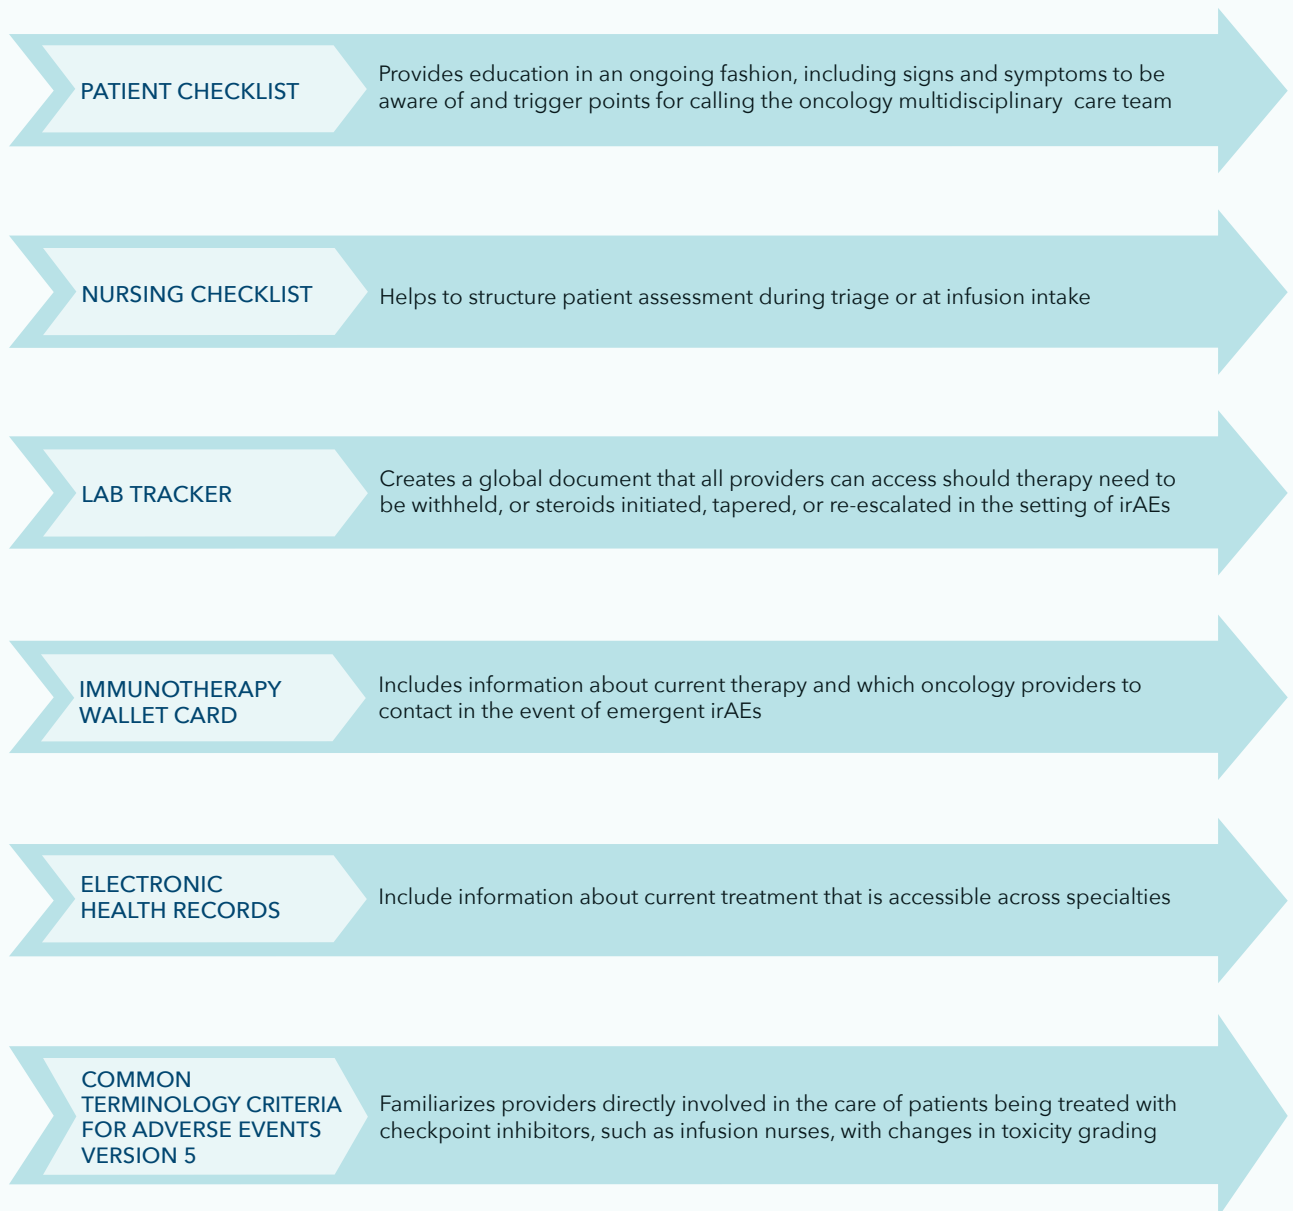 PATIENT CHECKLIST
Provides education in an ongoing fashion, including signs and symptoms to be
aware of and trigger points for calling the oncology multidisciplinary care team
NURSING CHECKLIST
Helps to structure patient assessment during triage or at infusion intake
LAB TRACKER
Creates a global document that all providers can access should therapy need to
be withheld, or steroids initiated, tapered, or re-escalated in the setting of irAEs
IMMUNOTHERAPY
WALLET CARD
Includes information about current therapy and which oncology providers to
contact in the event of emergent irAEs
ELECTRONIC
HEALTH RECORDS
Include information about current treatment that is accessible across specialties
COMMON
TERMINOLOGY CRITERIA
FOR ADVERSE EVENTS
VERSION 5
Familiarizes providers directly involved in the care of patients being treated with
checkpoint inhibitors, such as infusion nurses, with changes in toxicity grading